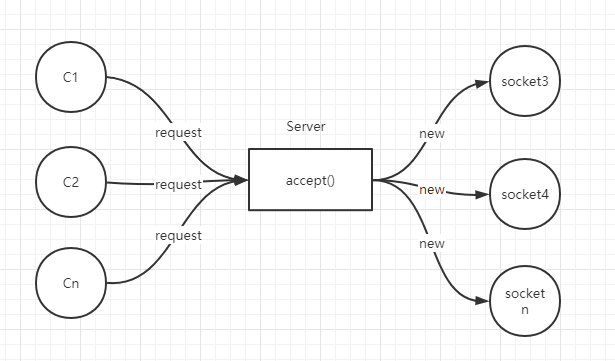 C1
request
Server
new
socket3
C2
request
accept()
new
socket4
request
new
Cn
socket
n